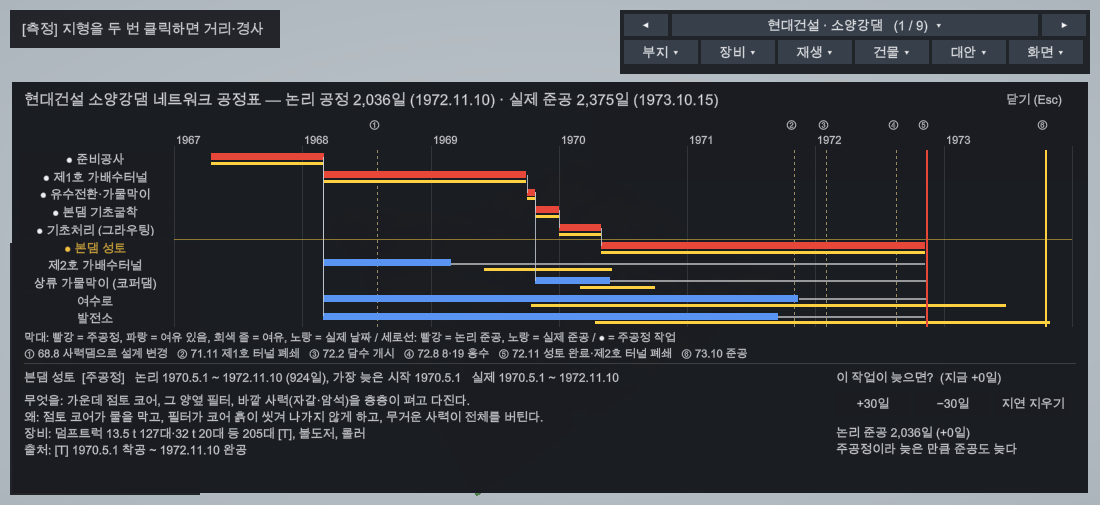 [측정] 지형을 두 번 클릭하면 거리·경사
◂ 현대건설 · 소양강댐 (1 / 9) ▾ ▸
부지 ▾ 장비 ▾ 재생 ▾ 건물 ▾ 대안 ▾ 화면 ▾
현대건설 소양강댐 네트워크 공정표 — 논리 공정 2,036일 (1972.11.10) · 실제 준공 2,375일 (1973.10.15)
닫기 (Esc)
① ② ③ ④ ⑤ ⑥
1967 1968 1969 1970 1971 1972 1973
● 준비공사
● 제1호 가배수터널
● 유수전환·가물막이
● 본댐 기초굴착
● 기초처리 (그라우팅)
● 본댐 성토
제2호 가배수터널
상류 가물막이 (코퍼댐)
여수로
발전소
막대: 빨강 = 주공정, 파랑 = 여유 있음, 회색 줄 = 여유, 노랑 = 실제 날짜 / 세로선: 빨강 = 논리 준공, 노랑 = 실제 준공 / ● = 주공정 작업
① 68.8 사력댐으로 설계 변경 ② 71.11 제1호 터널 폐쇄 ③ 72.2 담수 개시 ④ 72.8 8·19 홍수 ⑤ 72.11 성토 완료·제2호 터널 폐쇄 ⑥ 73.10 준공
본댐 성토 [주공정] 논리 1970.5.1 ~ 1972.11.10 (924일), 가장 늦은 시작 1970.5.1 실제 1970.5.1 ~ 1972.11.10
무엇을: 가운데 점토 코어, 그 양옆 필터, 바깥 사력(자갈·암석)을 층층이 펴고 다진다.
왜: 점토 코어가 물을 막고, 필터가 코어 흙이 씻겨 나가지 않게 하고, 무거운 사력이 전체를 버틴다.
장비: 덤프트럭 13.5 t 127대·32 t 20대 등 205대 [T], 불도저, 롤러
출처: [T] 1970.5.1 착공 ~ 1972.11.10 완공
이 작업이 늦으면? (지금 +0일)
+30일 −30일 지연 지우기
논리 준공 2,036일 (+0일)
주공정이라 늦은 만큼 준공도 늦다